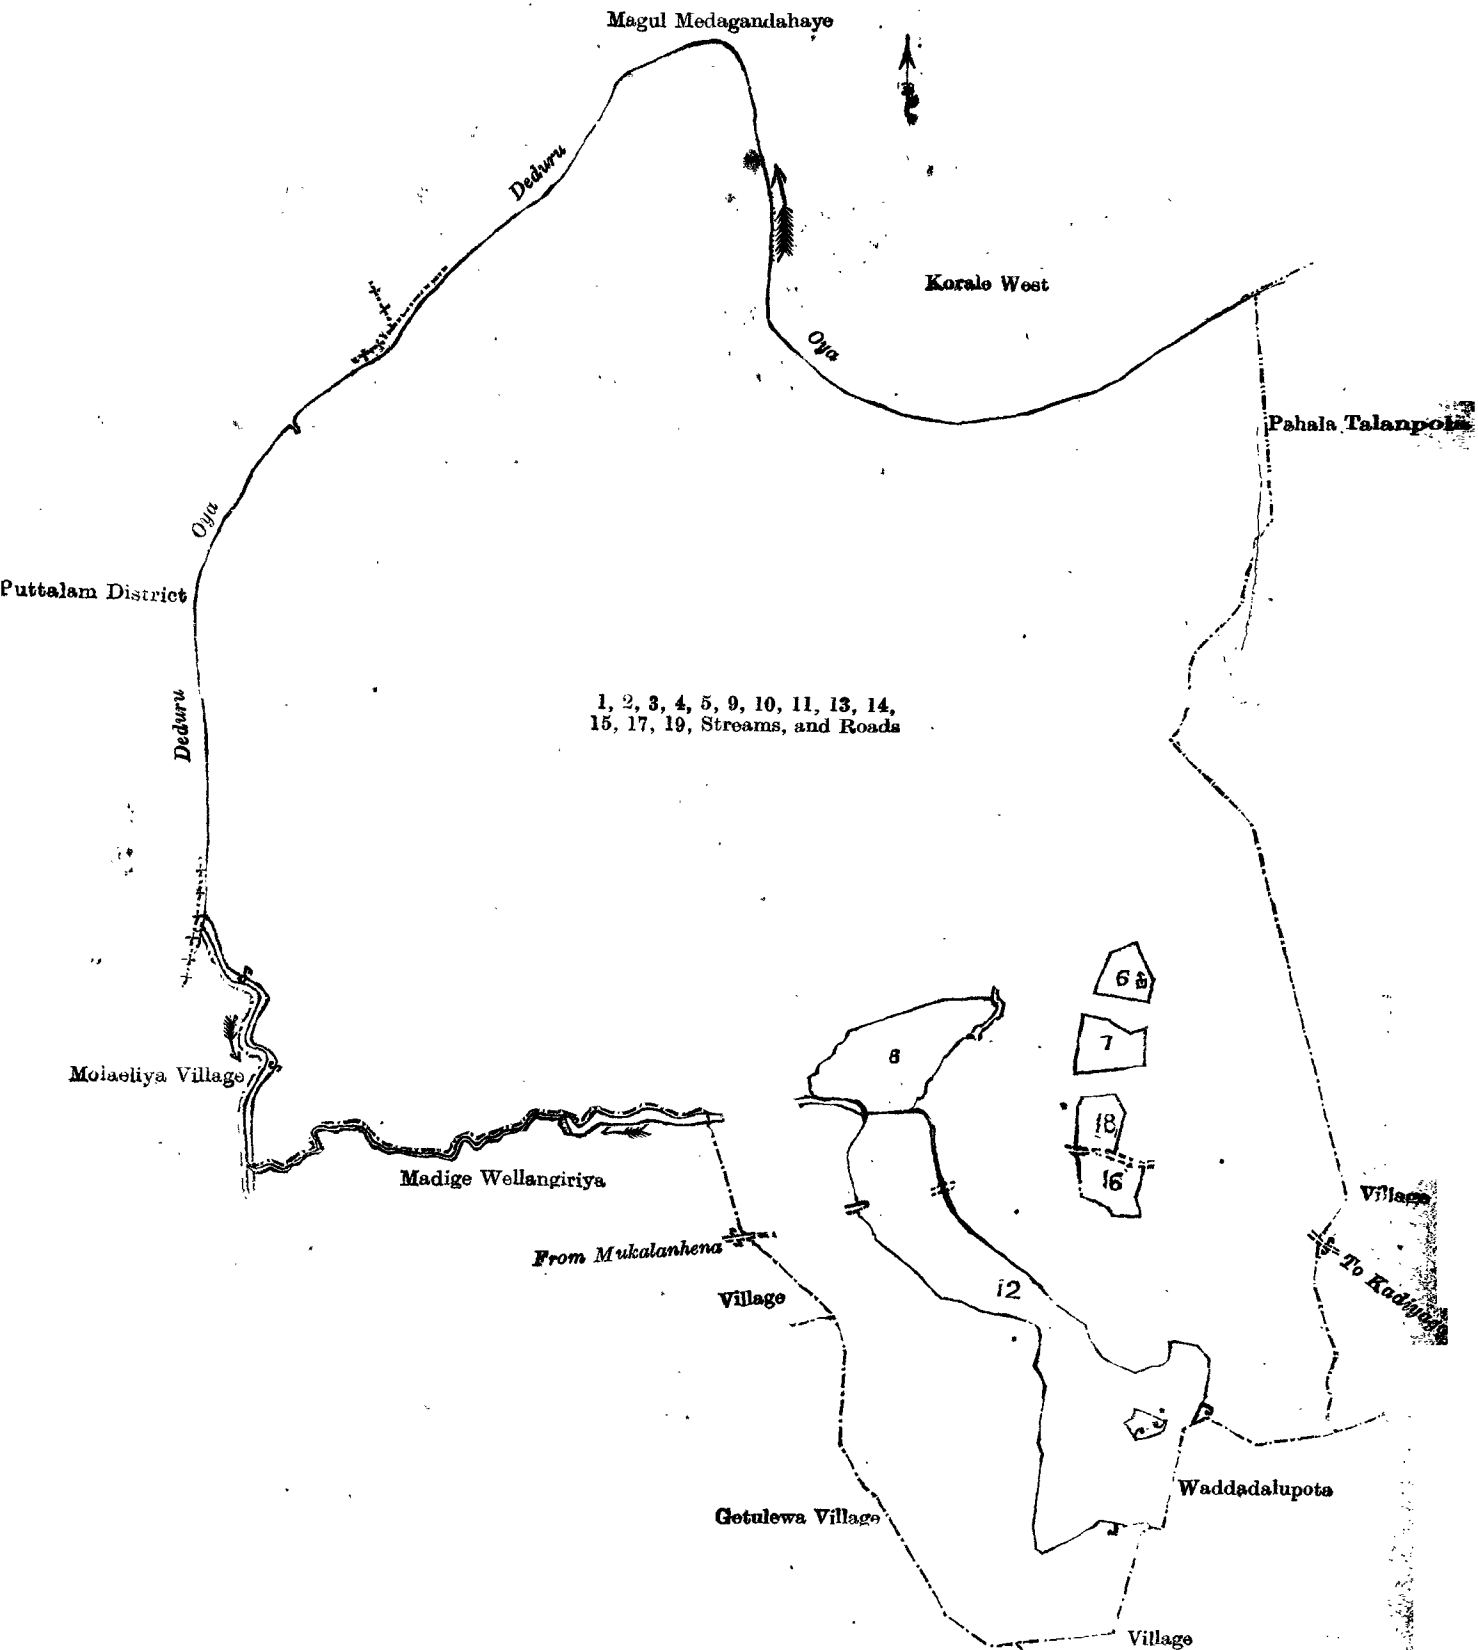 Magul Medagandahaye
Deduru
Korale West
Oya
Pahala Talanpola
Oya
Puttalam District
Deduru
1, 2, 3, 4, 5, 9, 10, 11, 13, 14,
15, 17, 19, Streams, and Roads
6
7
8
Molaeliya Village
18
16
Madige Wellangiriya
Village
From Mukalanhena
To
12
Village
Waddadalupota
Getulewa Village
Village